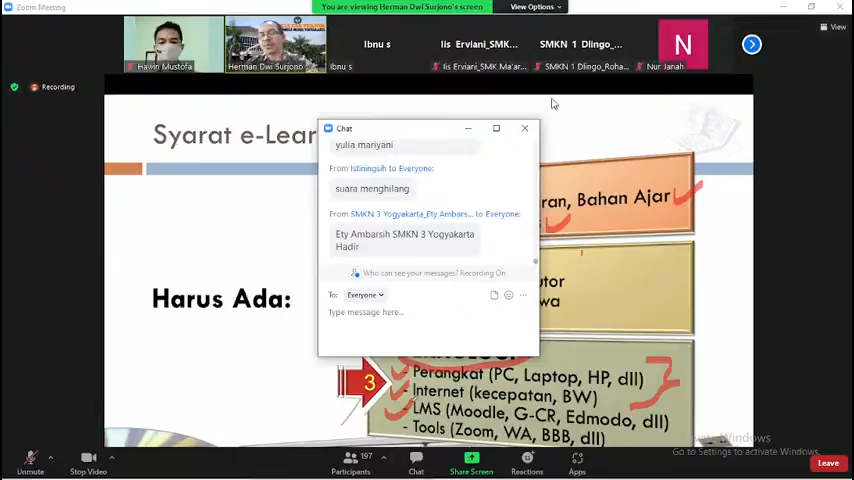 Zoom Meeting
You are viewing Herman Dwi Surjono's screen
View Options
Hawin Mustofa
Herman Dwi Surjono
Ibnu s
Ibnu s
Iis Erviani_SMK...
Iis Erviani_SMK Ma'ar...
SMKN 1 Dlingo_...
SMKN 1 Dlingo_Roha...
N
Nur Janah
View
Recording
Syarat e-Lear
Chat
yulia mariyani
From Istiningsih to Everyone:
suara menghilang
From SMKN 3 Yogyakarta_Ety Ambars... to Everyone:
Ety Ambarsih SMKN 3 Yogyakarta
Hadir
Who can see your messages? Recording On
To: Everyone
Type message here...
ran, Bahan Ajar
utor
wa
Harus Ada:
3
- Perangkat (PC, Laptop, HP, dll)
- Internet (kecepatan, BW)
- LMS (Moodle, G-CR, Edmodo, dll)
- Tools (Zoom, WA, BBB, dll)
Activate Windows
Go to Settings to activate Windows.
Unmute
Stop Video
197
Participants
Chat
Share Screen
Reactions
Apps
Leave